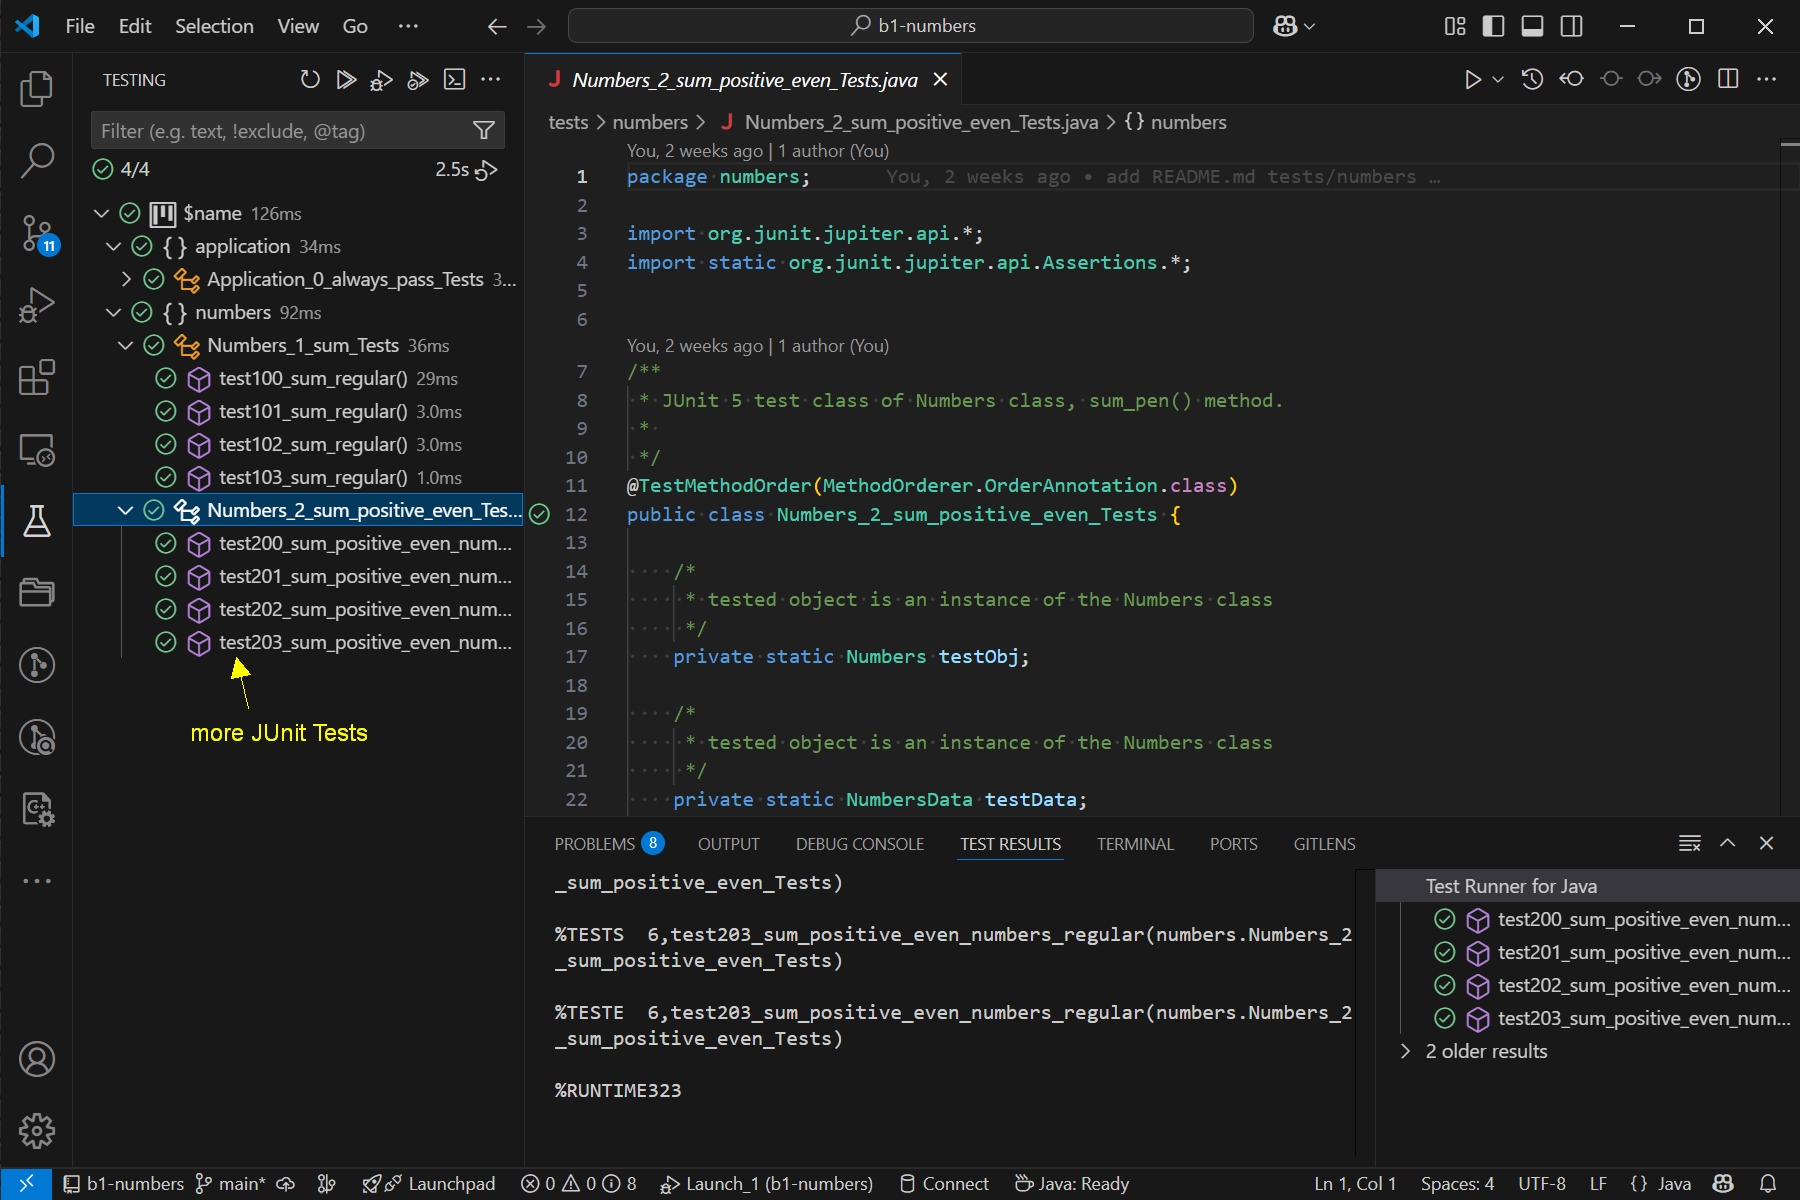 File Edit Selection View Go ···
b1-numbers
TESTING
Filter (e.g. text, !exclude, @tag)
4/4 2.5s
$name 126ms
{} application 34ms
Application_0_always_pass_Tests 3...
{} numbers 92ms
Numbers_1_sum_Tests 36ms
test100_sum_regular() 29ms
test101_sum_regular() 3.0ms
test102_sum_regular() 3.0ms
test103_sum_regular() 1.0ms
Numbers_2_sum_positive_even_Tes...
test200_sum_positive_even_num...
test201_sum_positive_even_num...
test202_sum_positive_even_num...
test203_sum_positive_even_num...
more JUnit Tests
11
J Numbers_2_sum_positive_even_Tests.java
tests > numbers > J Numbers_2_sum_positive_even_Tests.java > {} numbers
You, 2 weeks ago | 1 author (You)
1 package numbers; You, 2 weeks ago • add README.md tests/numbers …
2
3 import org.junit.jupiter.api.*;
4 import static org.junit.jupiter.api.Assertions.*;
5
6
You, 2 weeks ago | 1 author (You)
7 /**
8 * JUnit 5 test class of Numbers class, sum_pen() method.
9 *
10 */
11 @TestMethodOrder(MethodOrderer.OrderAnnotation.class)
12 public class Numbers_2_sum_positive_even_Tests {
13
14 /*
15 * tested object is an instance of the Numbers class
16 */
17 private static Numbers testObj;
18
19 /*
20 * tested object is an instance of the Numbers class
21 */
22 private static NumbersData testData;
PROBLEMS 8 OUTPUT DEBUG CONSOLE TEST RESULTS TERMINAL PORTS GITLENS
_sum_positive_even_Tests)
%TESTS 6,test203_sum_positive_even_numbers_regular(numbers.Numbers_2
_sum_positive_even_Tests)
%TESTE 6,test203_sum_positive_even_numbers_regular(numbers.Numbers_2
_sum_positive_even_Tests)
%RUNTIME323
Test Runner for Java
test200_sum_positive_even_num...
test201_sum_positive_even_num...
test202_sum_positive_even_num...
test203_sum_positive_even_num...
2 older results
b1-numbers main* Launchpad 0 0 8 Launch_1 (b1-numbers) Connect Java: Ready Ln 1, Col 1 Spaces: 4 UTF-8 LF {} Java